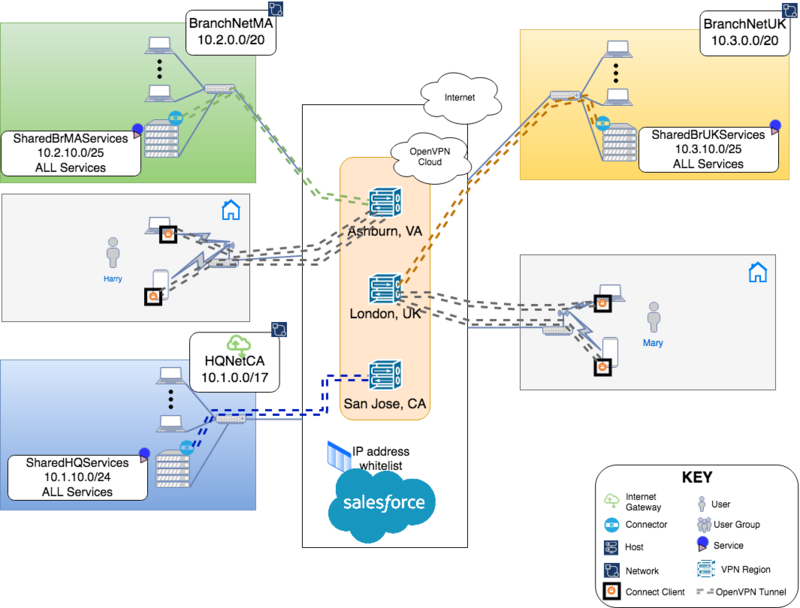 BranchNetMA
10.2.0.0/20
BranchNetUK
10.3.0.0/20
Internet
OpenVPN
Cloud
SharedBrMAServices
10.2.10.0/25
ALL Services
SharedBrUKServices
10.3.10.0/25
ALL Services
Ashburn, VA
Harry
London, UK
Mary
HQNetCA
10.1.0.0/17
San Jose, CA
SharedHQServices
10.1.10.0/24
ALL Services
IP address
whitelist
salesforce
KEY
Internet
Gateway
User
Connector
User Group
Host
Service
Network
VPN Region
Connect Client
OpenVPN Tunnel